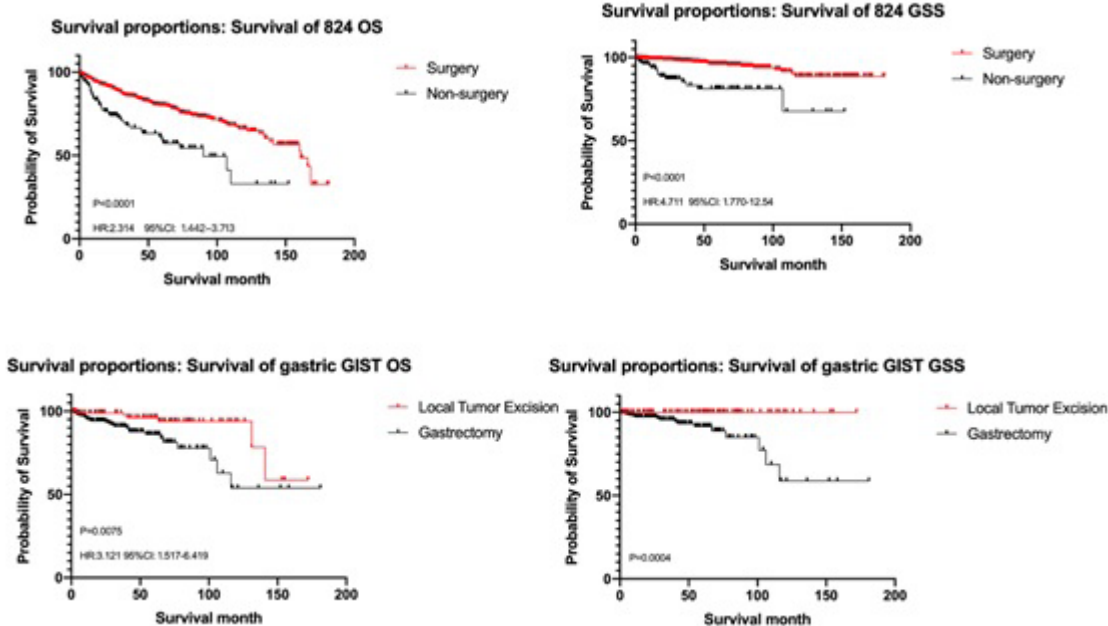 Survival proportions: Survival of 824 OS
Probability of Survival
100
50
0
0 50 100 150 200
Survival month
Surgery
Non-surgery
P<0.0001
HR:2.314 95%CI: 1.442–3.713
Survival proportions: Survival of 824 GSS
Probability of Survival
100
50
0
0 50 100 150 200
Survival month
Surgery
Non-surgery
P<0.0001
HR:4.711 95%CI: 1.770-12.54
Survival proportions: Survival of gastric GIST OS
Probability of Survival
100
50
0
0 50 100 150 200
Survival month
Local Tumor Excision
Gastrectomy
P=0.0075
HR:3.121 95%CI: 1.517-6.419
Survival proportions: Survival of gastric GIST GSS
Probability of Survival
100
50
0
0 50 100 150 200
Survival month
Local Tumor Excision
Gastrectomy
P=0.0004